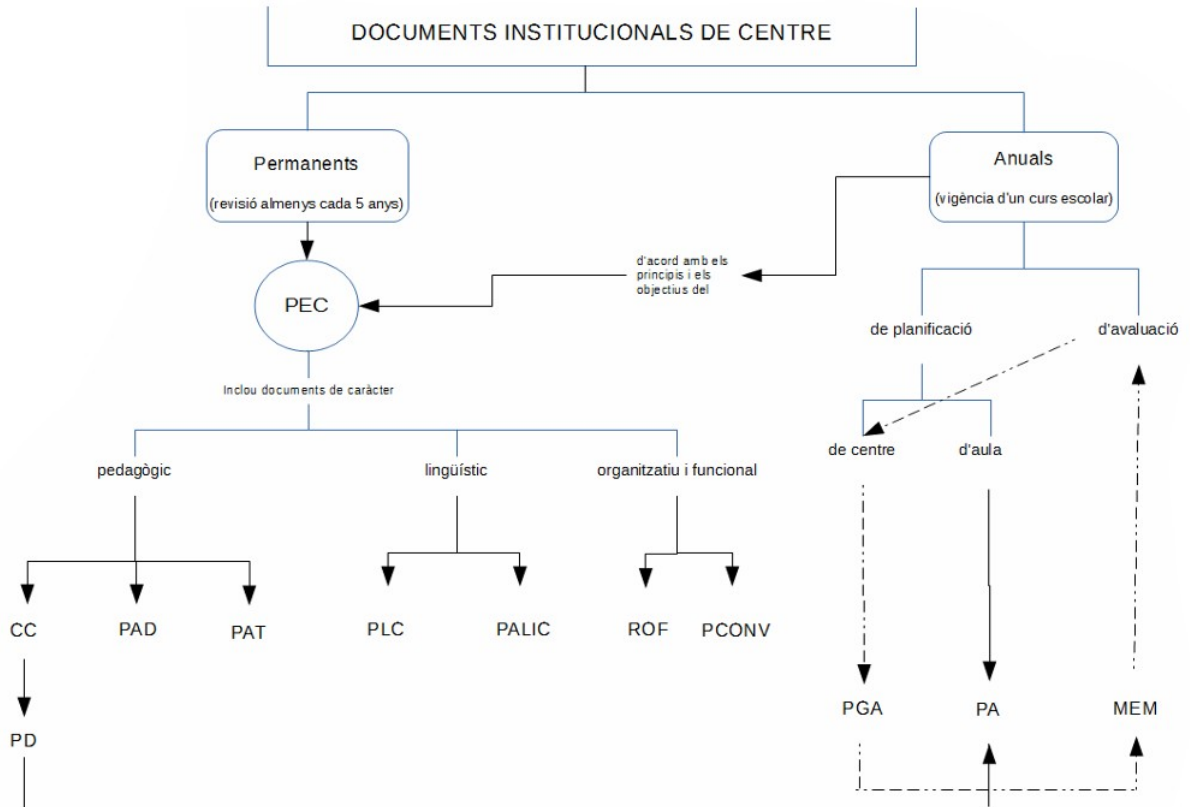 DOCUMENTS INSTITUCIONALS DE CENTRE
Permanents
(revisió almenys cada 5 anys)
Anuals
(vigència d'un curs escolar)
d'acord amb els
principis i els
objectius del
PEC
de planificació
d'avaluació
Inclou documents de caràcter
de centre
d'aula
pedagògic
lingüístic
organitzatiu i funcional
CC
PAD
PAT
PLC
PALIC
ROF
PCONV
PGA
PA
MEM
PD